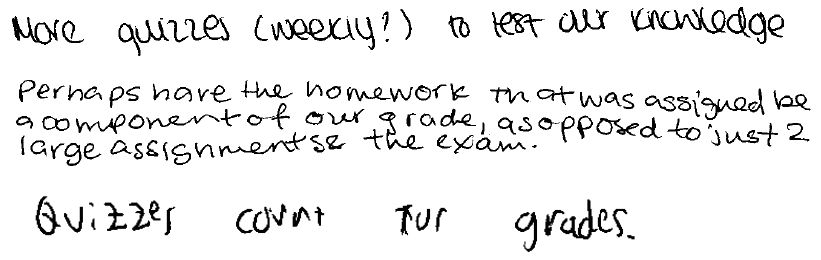 More quizzes (weekly?) to test our knowledge
Perhaps have the homework that was assigned be
a component of our grade, as opposed to just 2
large assignments & the exam.
Quizzes count for grades.